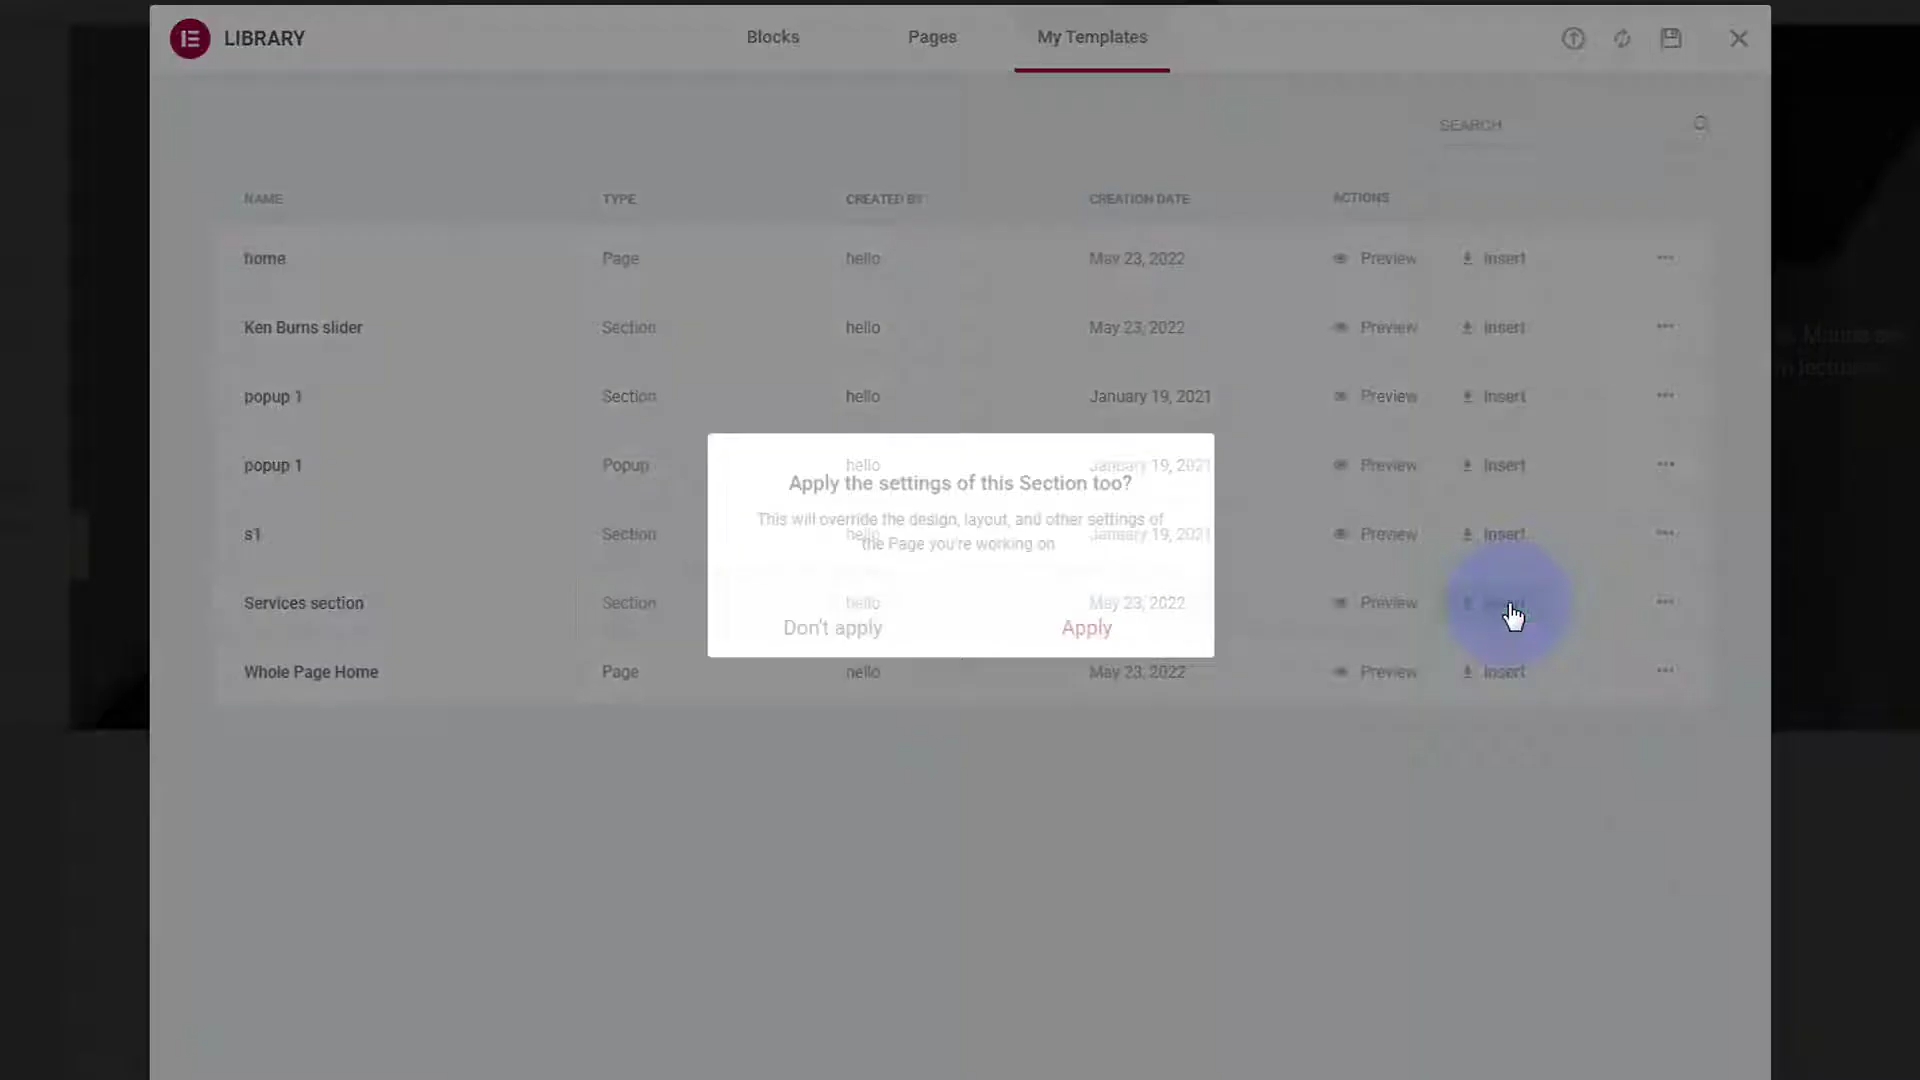 LIBRARY
Blocks
Pages
My Templates
SEARCH
NAME TYPE CREATED BY CREATION DATE ACTIONS
home Page hello May 23, 2022 Preview Insert
Ken Burns slider Section hello May 23, 2022 Preview Insert
popup 1 Section hello January 19, 2021 Preview Insert
popup 1 Popup hello January 19, 2021 Preview Insert
Apply the settings of this Section too?
This will override the design, layout, and other settings of
the Page you're working on
s1 Section hello January 19, 2021 Preview Insert
Services section Section hello May 23, 2022 Preview Insert
Don't apply
Apply
Whole Page Home Page hello May 23, 2022 Preview Insert